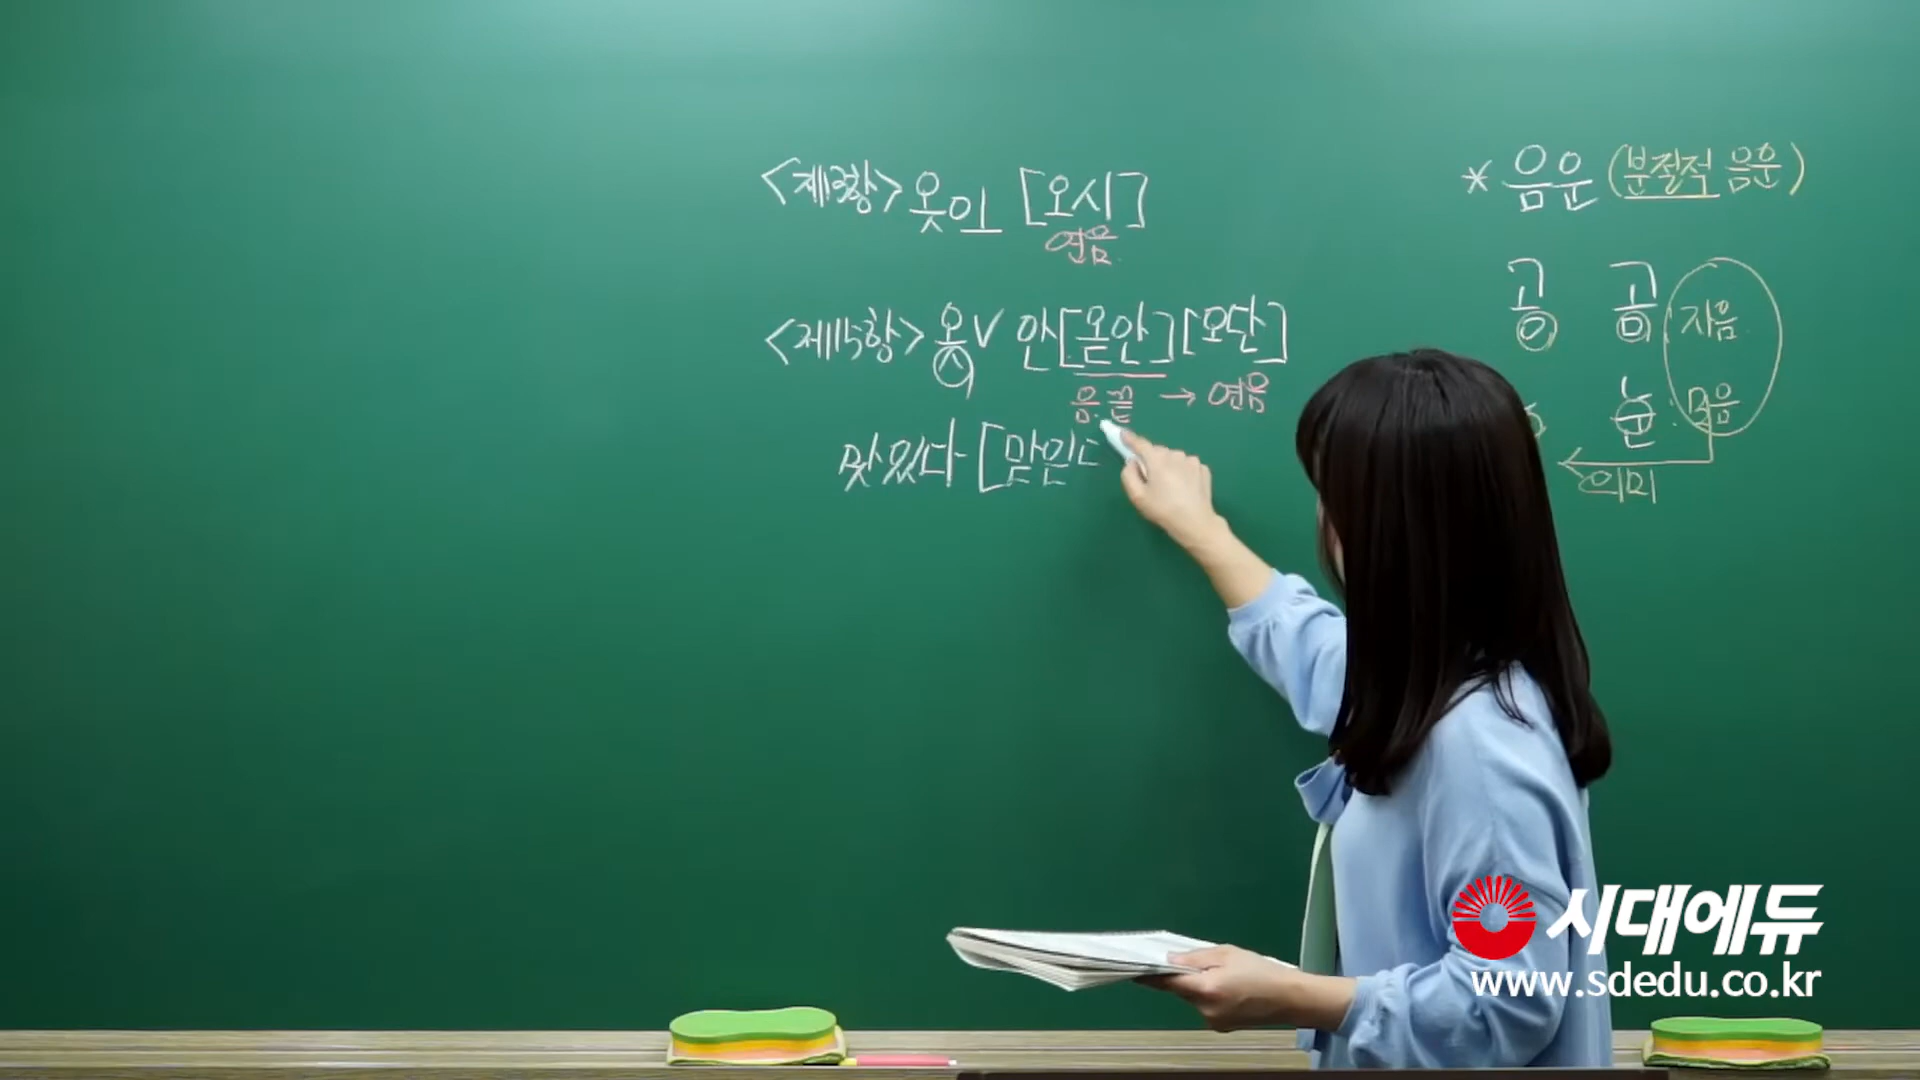 <제13항> 옷이 [오시]
연음
<제15항> 옷∨안 [옫안] [오단]
음.끝 → 연음
맛있다 [맏읻ㄷ
* 음운 (분절적 음운)
공 곰 자음
눈 모음
의미
시대에듀
www.sdedu.co.kr